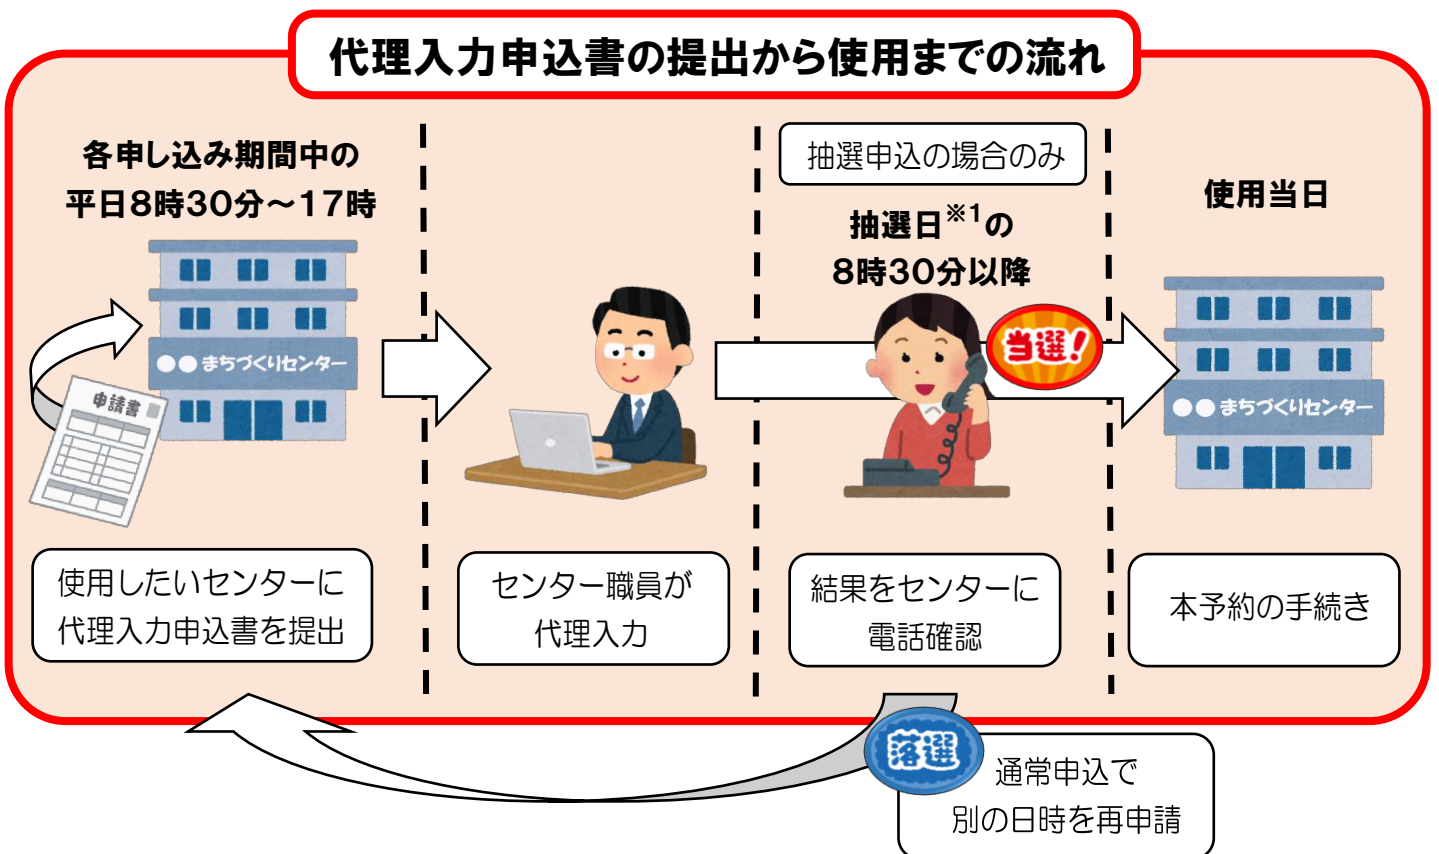 代理入力申込書の提出から使用までの流れ
各申し込み期間中の
平日8時30分～17時
●●まちづくりセンター
申請書
使用したいセンターに
代理入力申込書を提出
センター職員が
代理入力
抽選申込の場合のみ
抽選日※1の
8時30分以降
当選!
結果をセンターに
電話確認
使用当日
●●まちづくりセンター
本予約の手続き
落選
通常申込で
別の日時を再申請